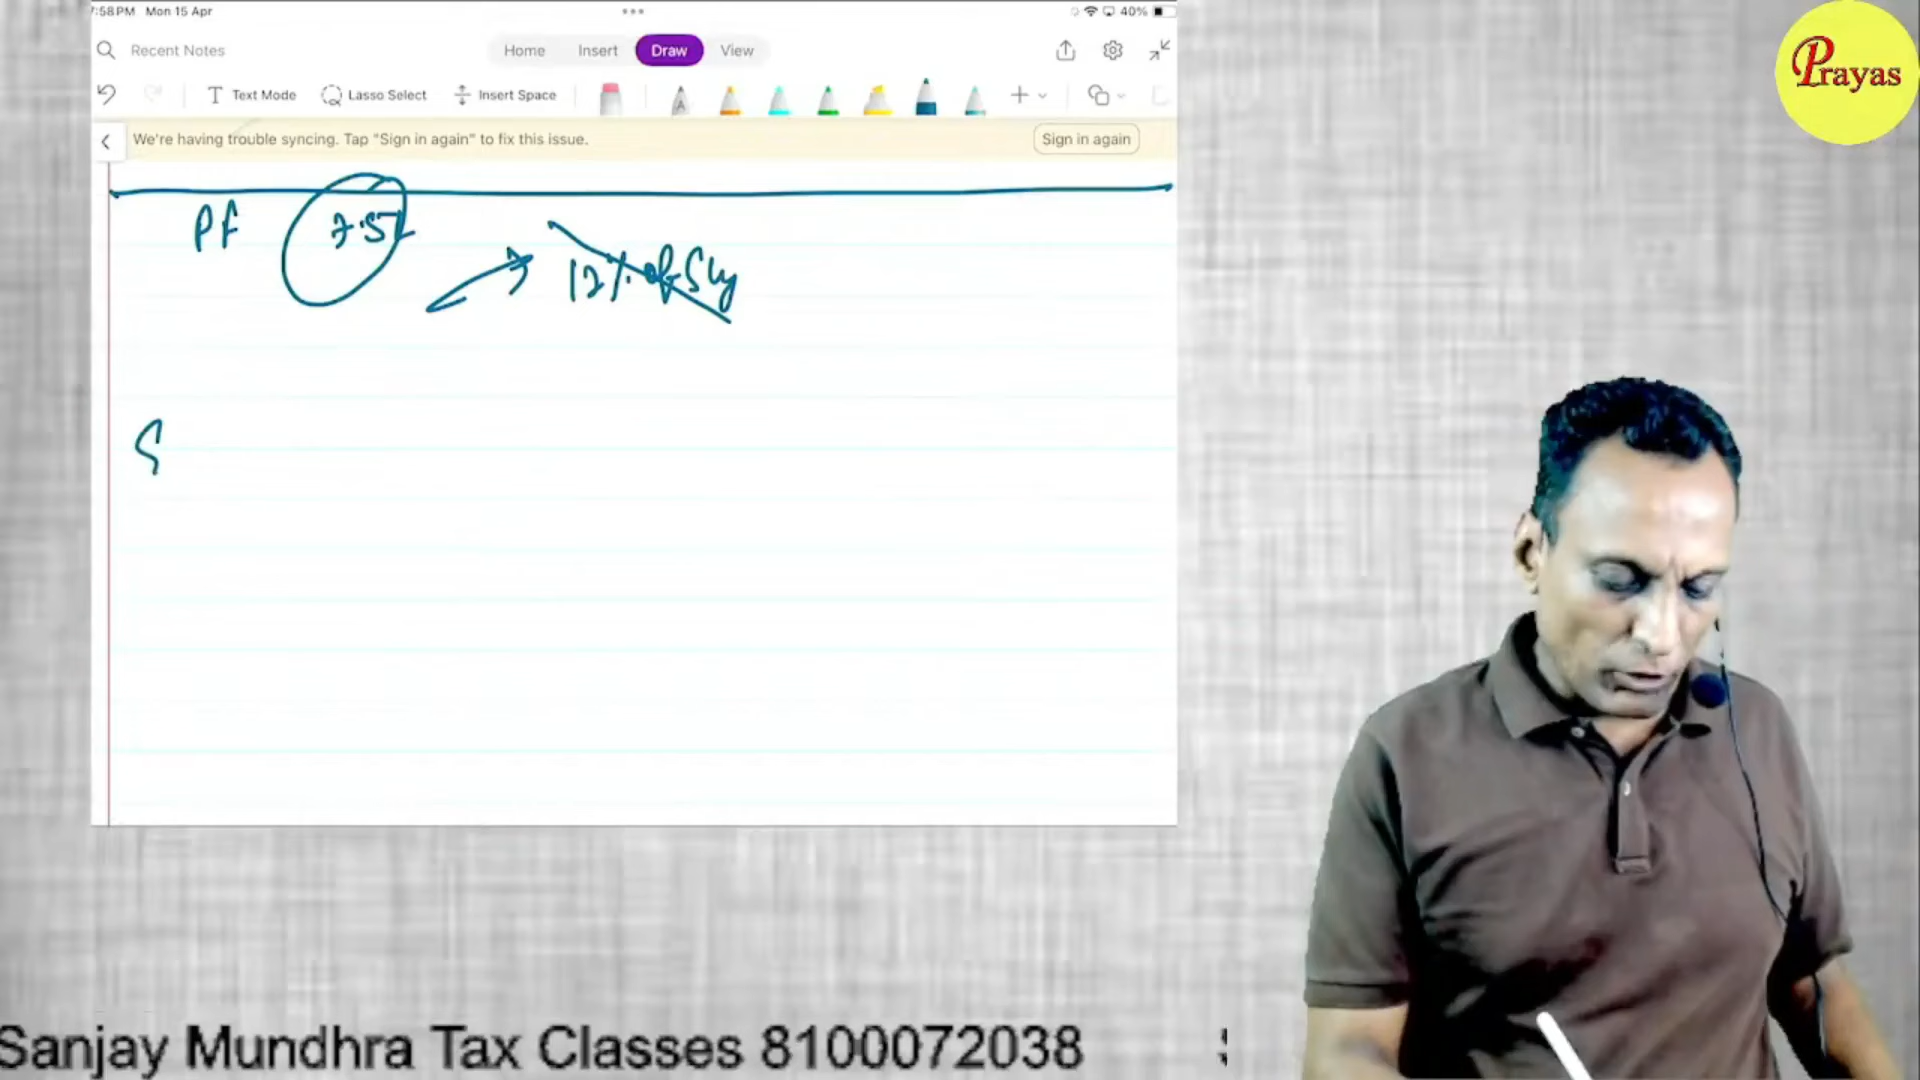 7:58 PM Mon 15 Apr
40%
Recent Notes
Home Insert Draw View
Text Mode Lasso Select Insert Space
We're having trouble syncing. Tap "Sign in again" to fix this issue.
Sign in again
PF 7.5L
12% of Sly
S
Prayas
Sanjay Mundhra Tax Classes 8100072038